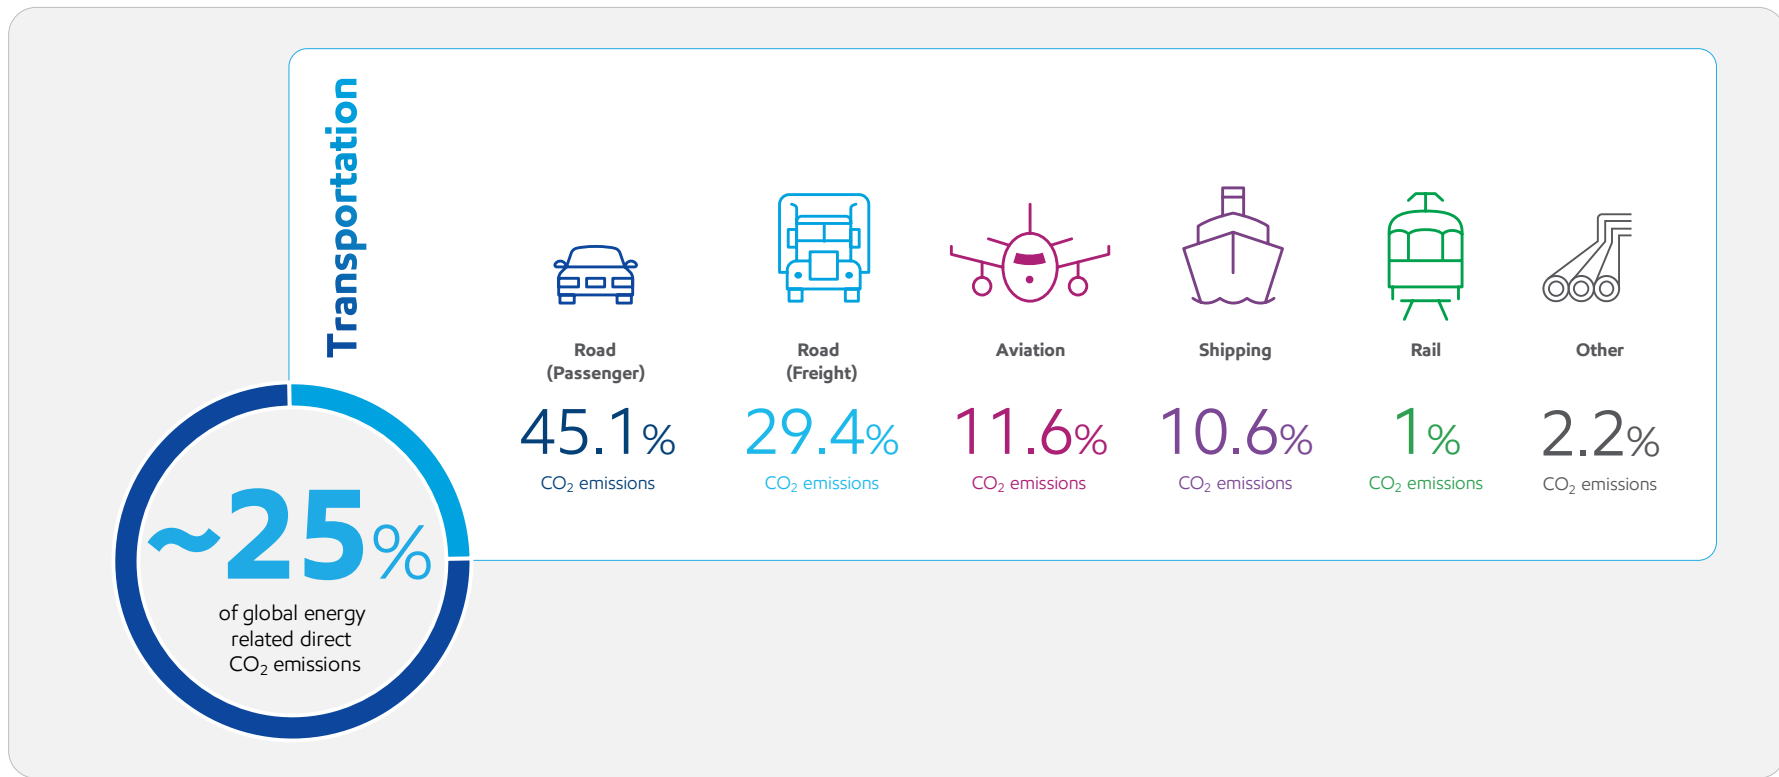 Transportation
Road
(Passenger)
45.1%
CO₂ emissions
Road
(Freight)
29.4%
CO₂ emissions
Aviation
11.6%
CO₂ emissions
Shipping
10.6%
CO₂ emissions
Rail
1%
CO₂ emissions
Other
2.2%
CO₂ emissions
~25%
of global energy
related direct
CO₂ emissions